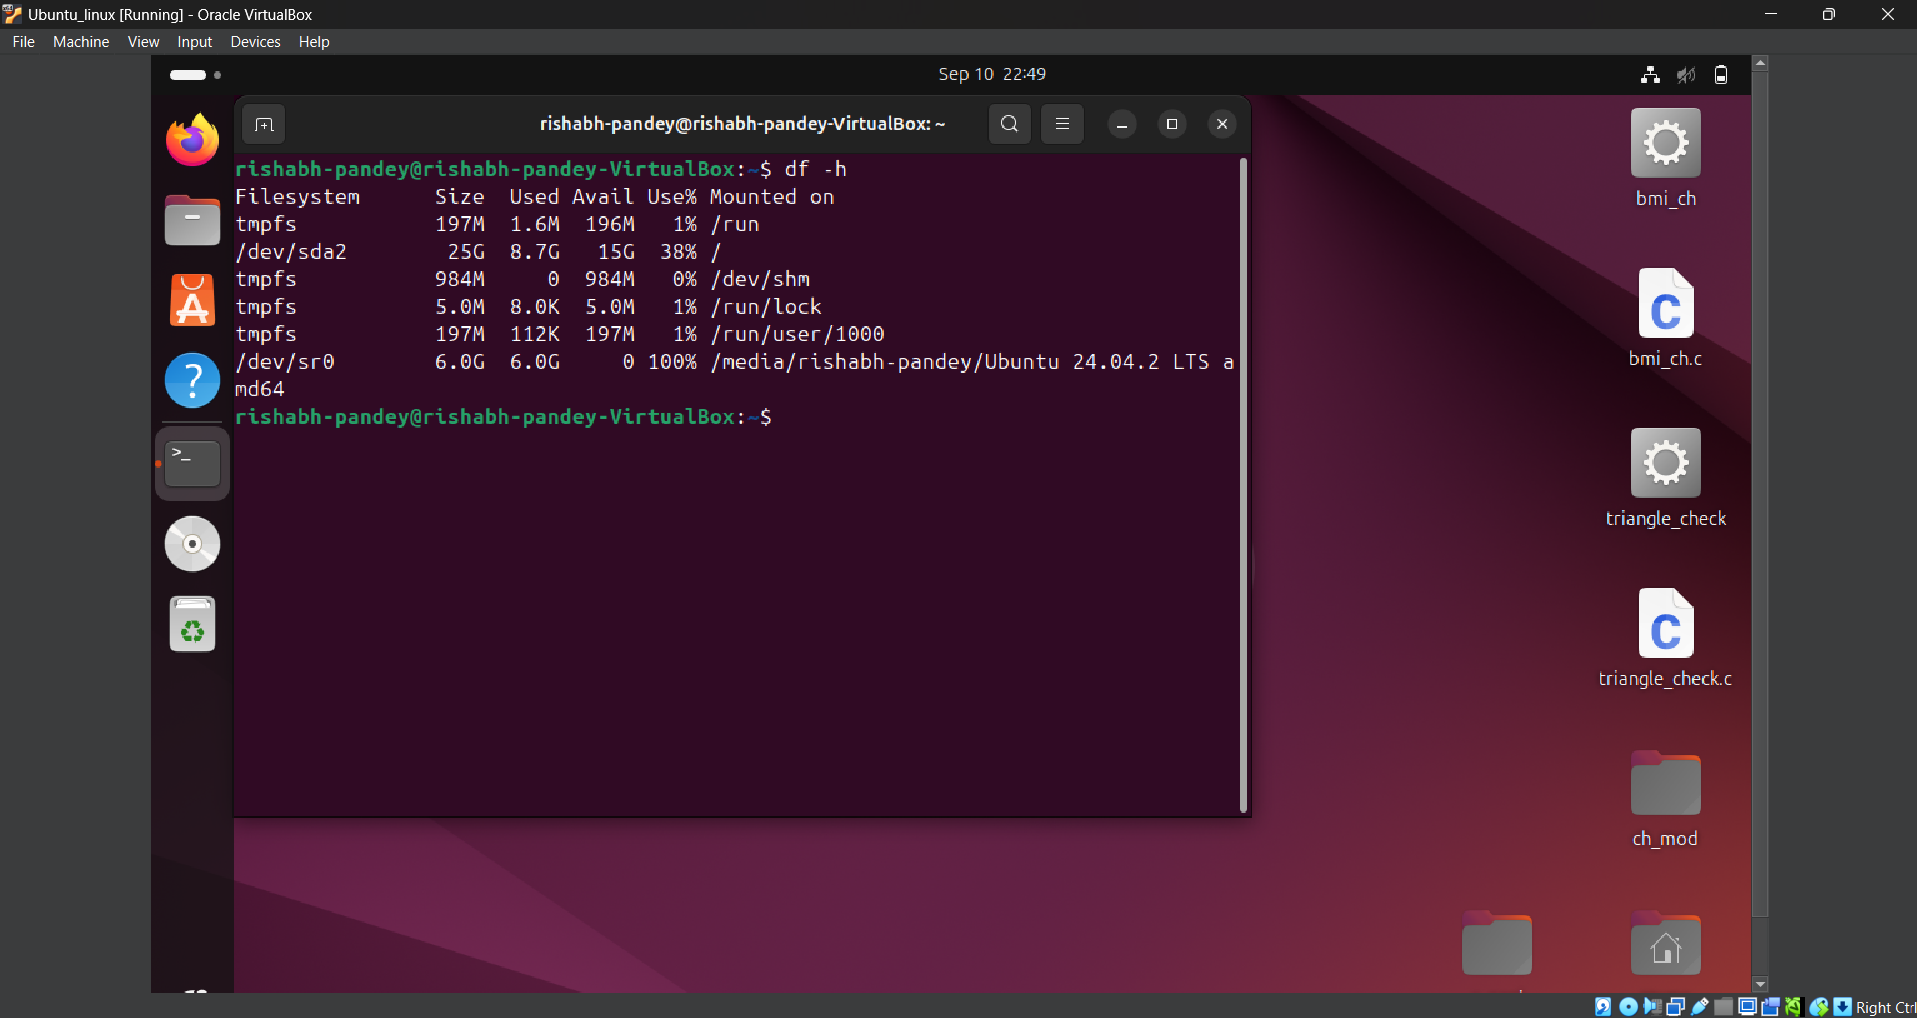 Ubuntu_linux [Running] - Oracle VirtualBox
File Machine View Input Devices Help
Sep 10 22:49
rishabh-pandey@rishabh-pandey-VirtualBox: ~
rishabh-pandey@rishabh-pandey-VirtualBox:~$ df -h
Filesystem      Size  Used Avail Use% Mounted on
tmpfs           197M  1.6M  196M   1% /run
/dev/sda2        25G  8.7G   15G  38% /
tmpfs           984M     0  984M   0% /dev/shm
tmpfs           5.0M  8.0K  5.0M   1% /run/lock
tmpfs           197M  112K  197M   1% /run/user/1000
/dev/sr0        6.0G  6.0G     0 100% /media/rishabh-pandey/Ubuntu 24.04.2 LTS a
md64
rishabh-pandey@rishabh-pandey-VirtualBox:~$
bmi_ch
bmi_ch.c
triangle_check
triangle_check.c
ch_mod
Right Ctrl